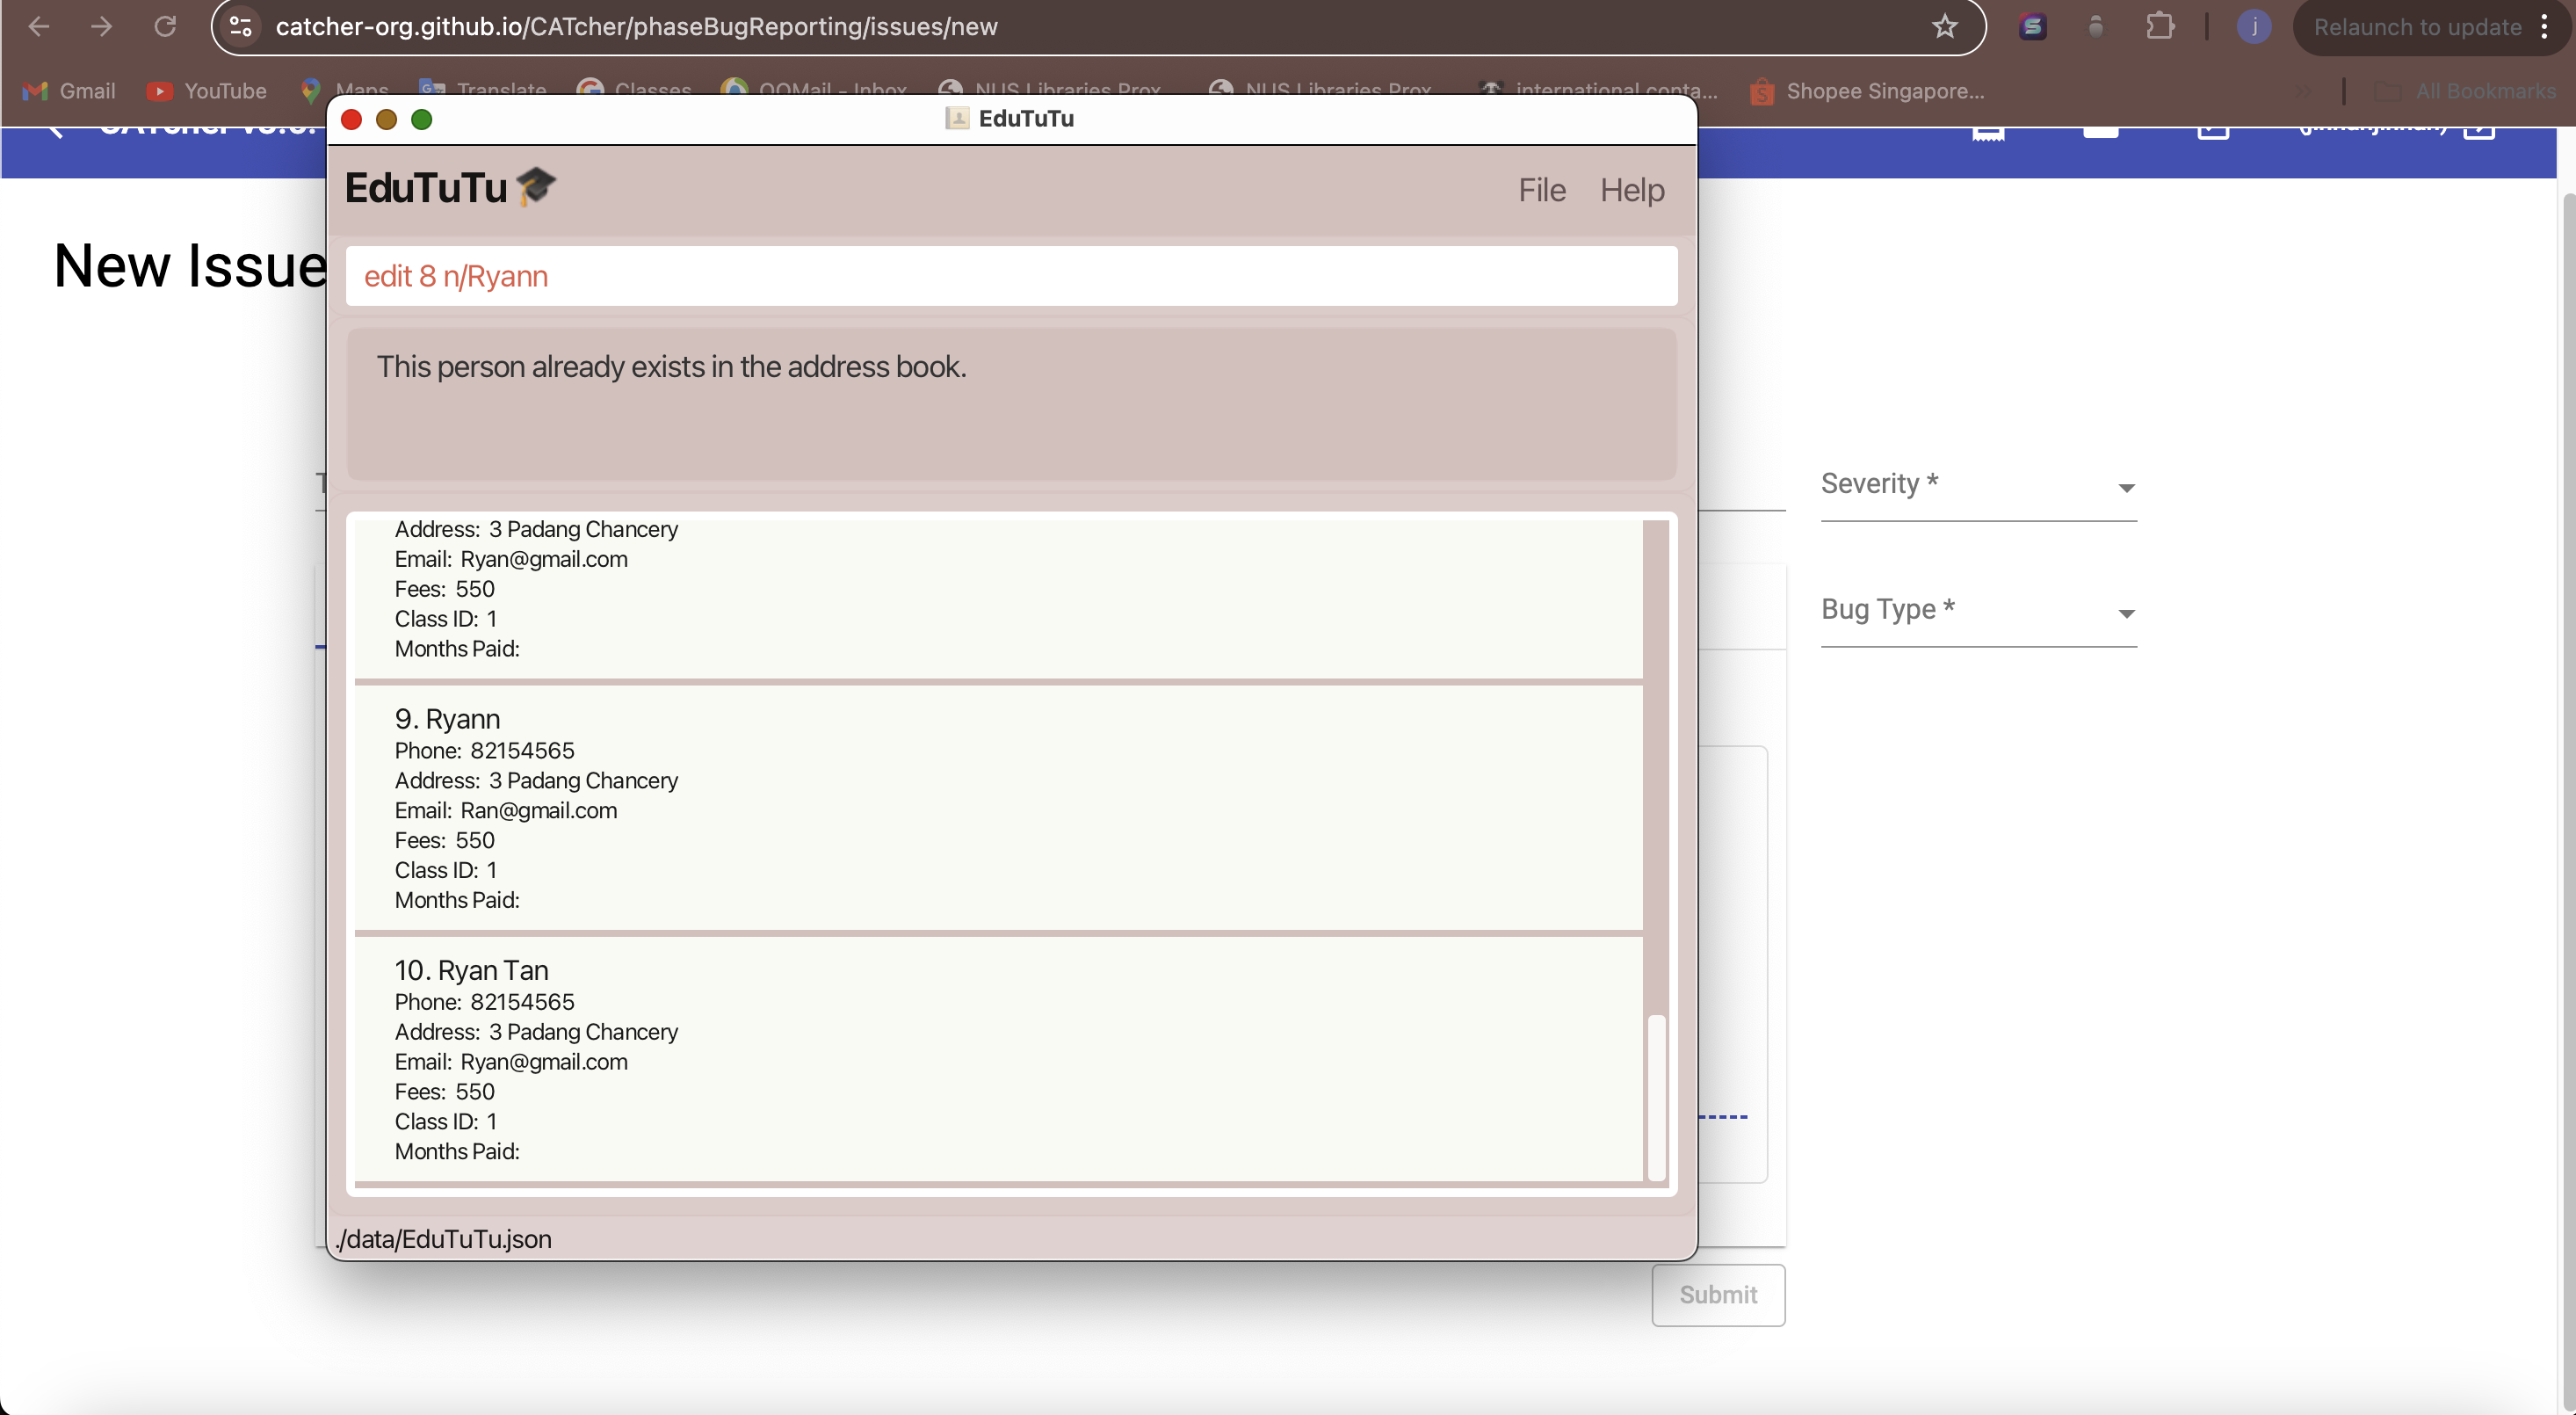 catcher-org.github.io/CATcher/phaseBugReporting/issues/new
Relaunch to update
Gmail
YouTube
Maps
Translate
Classes
QQMail - Inbox
NUS Libraries Prox
NUS Libraries Prox
international conta...
Shopee Singapore...
All Bookmarks
EduTuTu
EduTuTu
File
Help
New Issue
edit 8 n/Ryann
This person already exists in the address book.
Severity *
Bug Type *
Address: 3 Padang Chancery
Email: Ryan@gmail.com
Fees: 550
Class ID: 1
Months Paid:
9. Ryann
Phone: 82154565
Address: 3 Padang Chancery
Email: Ran@gmail.com
Fees: 550
Class ID: 1
Months Paid:
10. Ryan Tan
Phone: 82154565
Address: 3 Padang Chancery
Email: Ryan@gmail.com
Fees: 550
Class ID: 1
Months Paid:
./data/EduTuTu.json
Submit